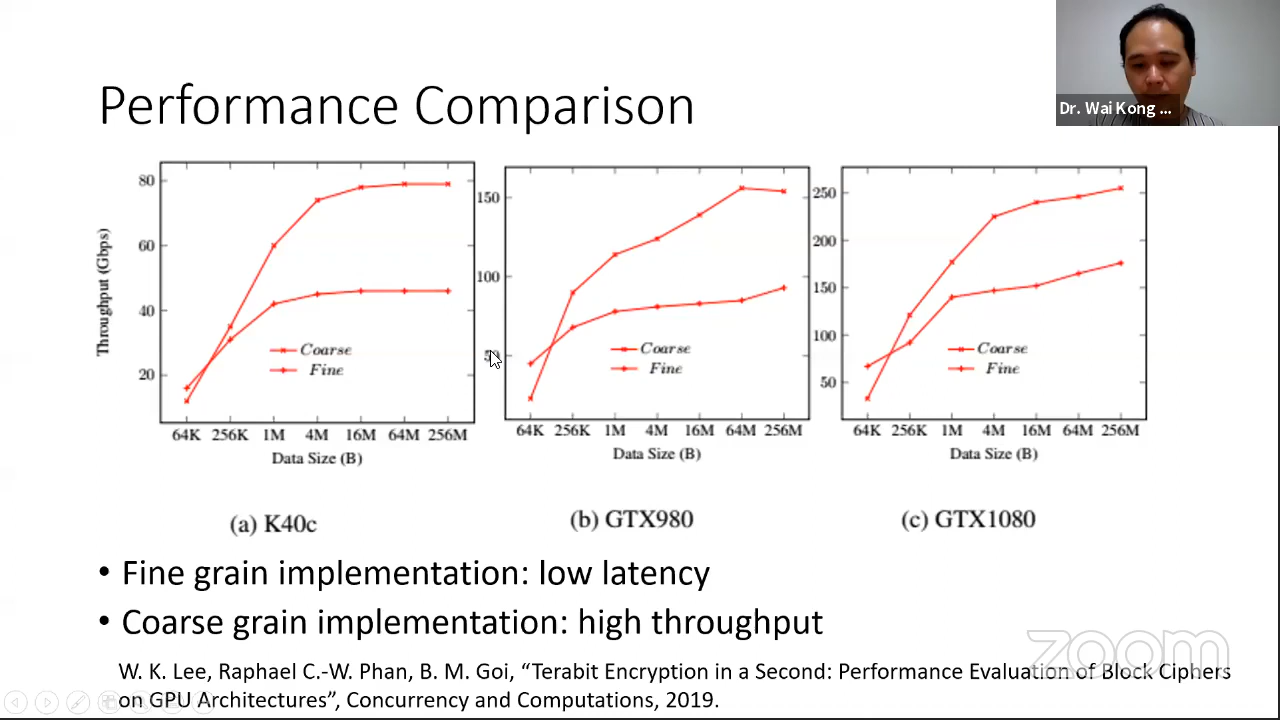 Dr. Wai Kong ...
Performance Comparison
Throughput (Gbps)
80
60
40
20
Coarse
Fine
64K 256K 1M 4M 16M 64M 256M
Data Size (B)
(a) K40c
150
100
50
Coarse
Fine
64K 256K 1M 4M 16M 64M 256M
Data Size (B)
(b) GTX980
250
200
150
100
50
Coarse
Fine
64K 256K 1M 4M 16M 64M 256M
Data Size (B)
(c) GTX1080
• Fine grain implementation: low latency
• Coarse grain implementation: high throughput
zoom
W. K. Lee, Raphael C.-W. Phan, B. M. Goi, “Terabit Encryption in a Second: Performance Evaluation of Block Ciphers
on GPU Architectures”, Concurrency and Computations, 2019.